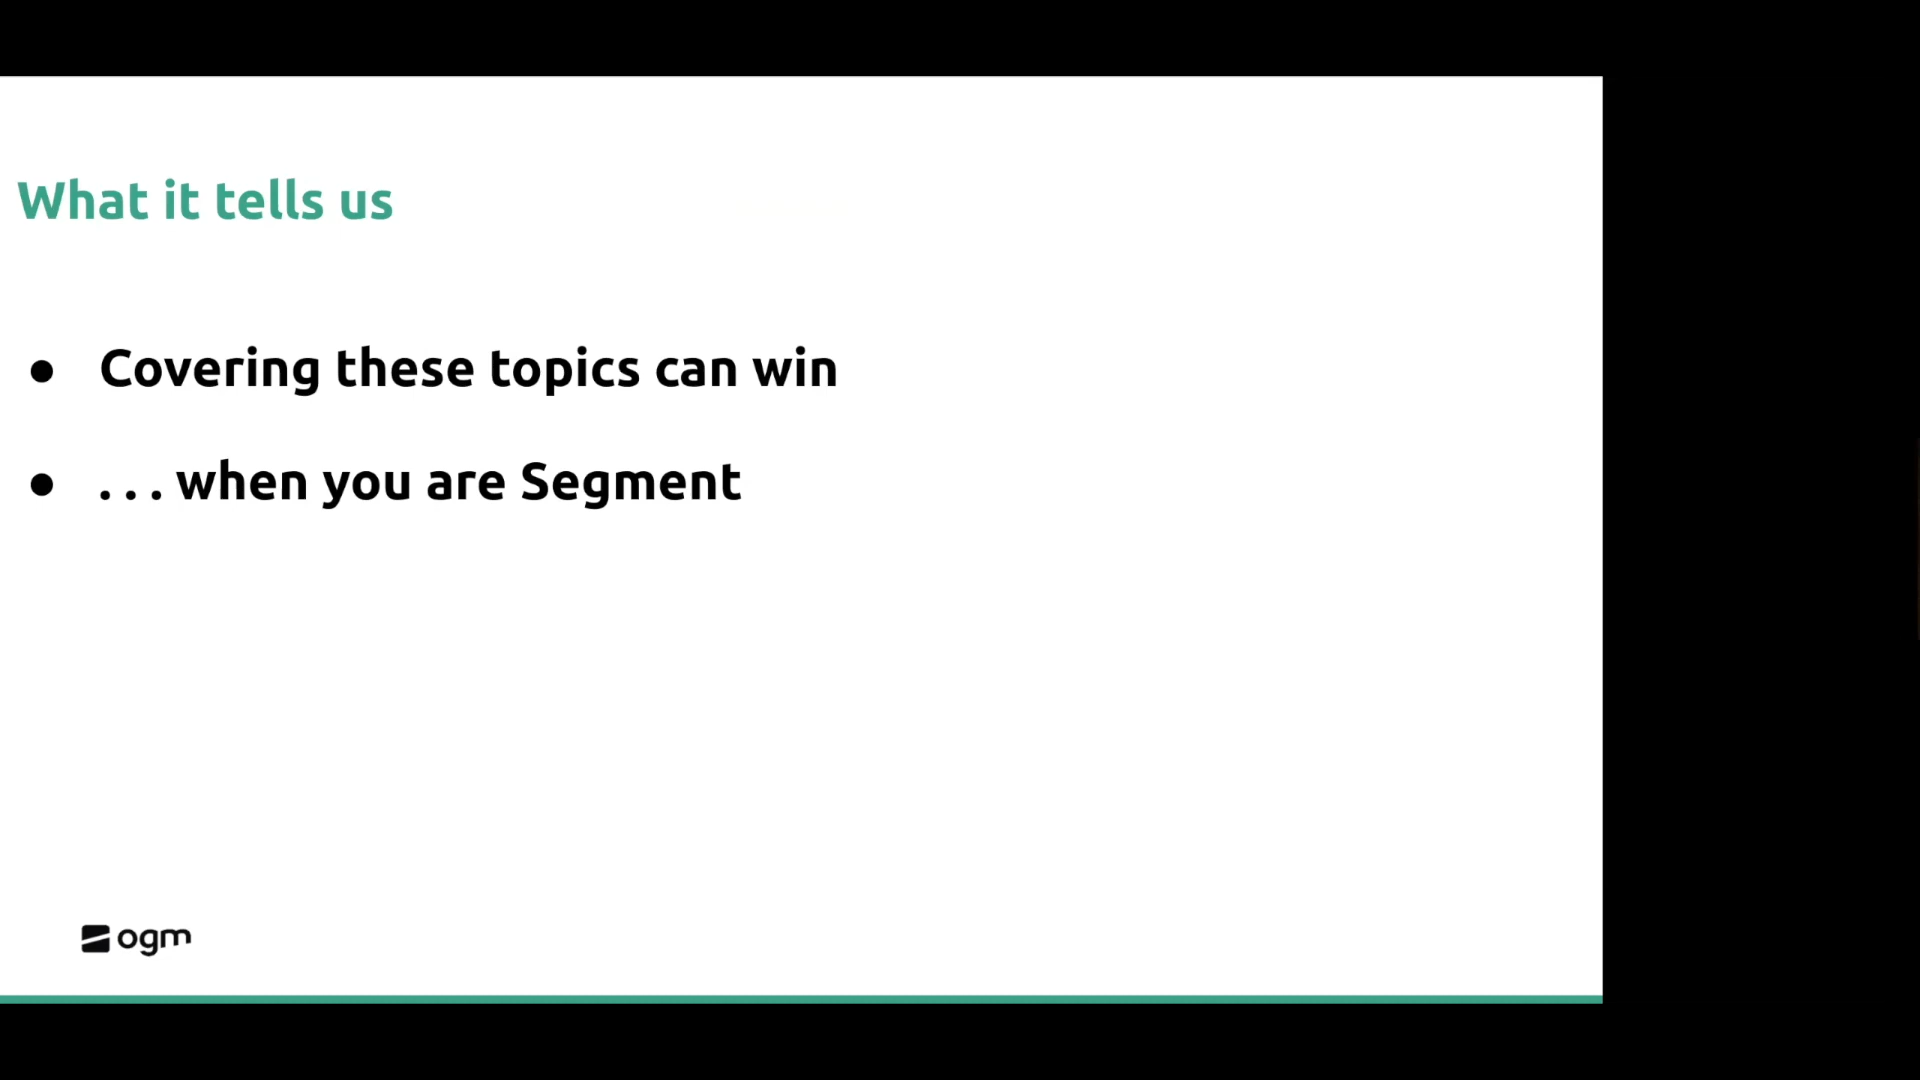 What it tells us
● Covering these topics can win
● . . . when you are Segment
ogm